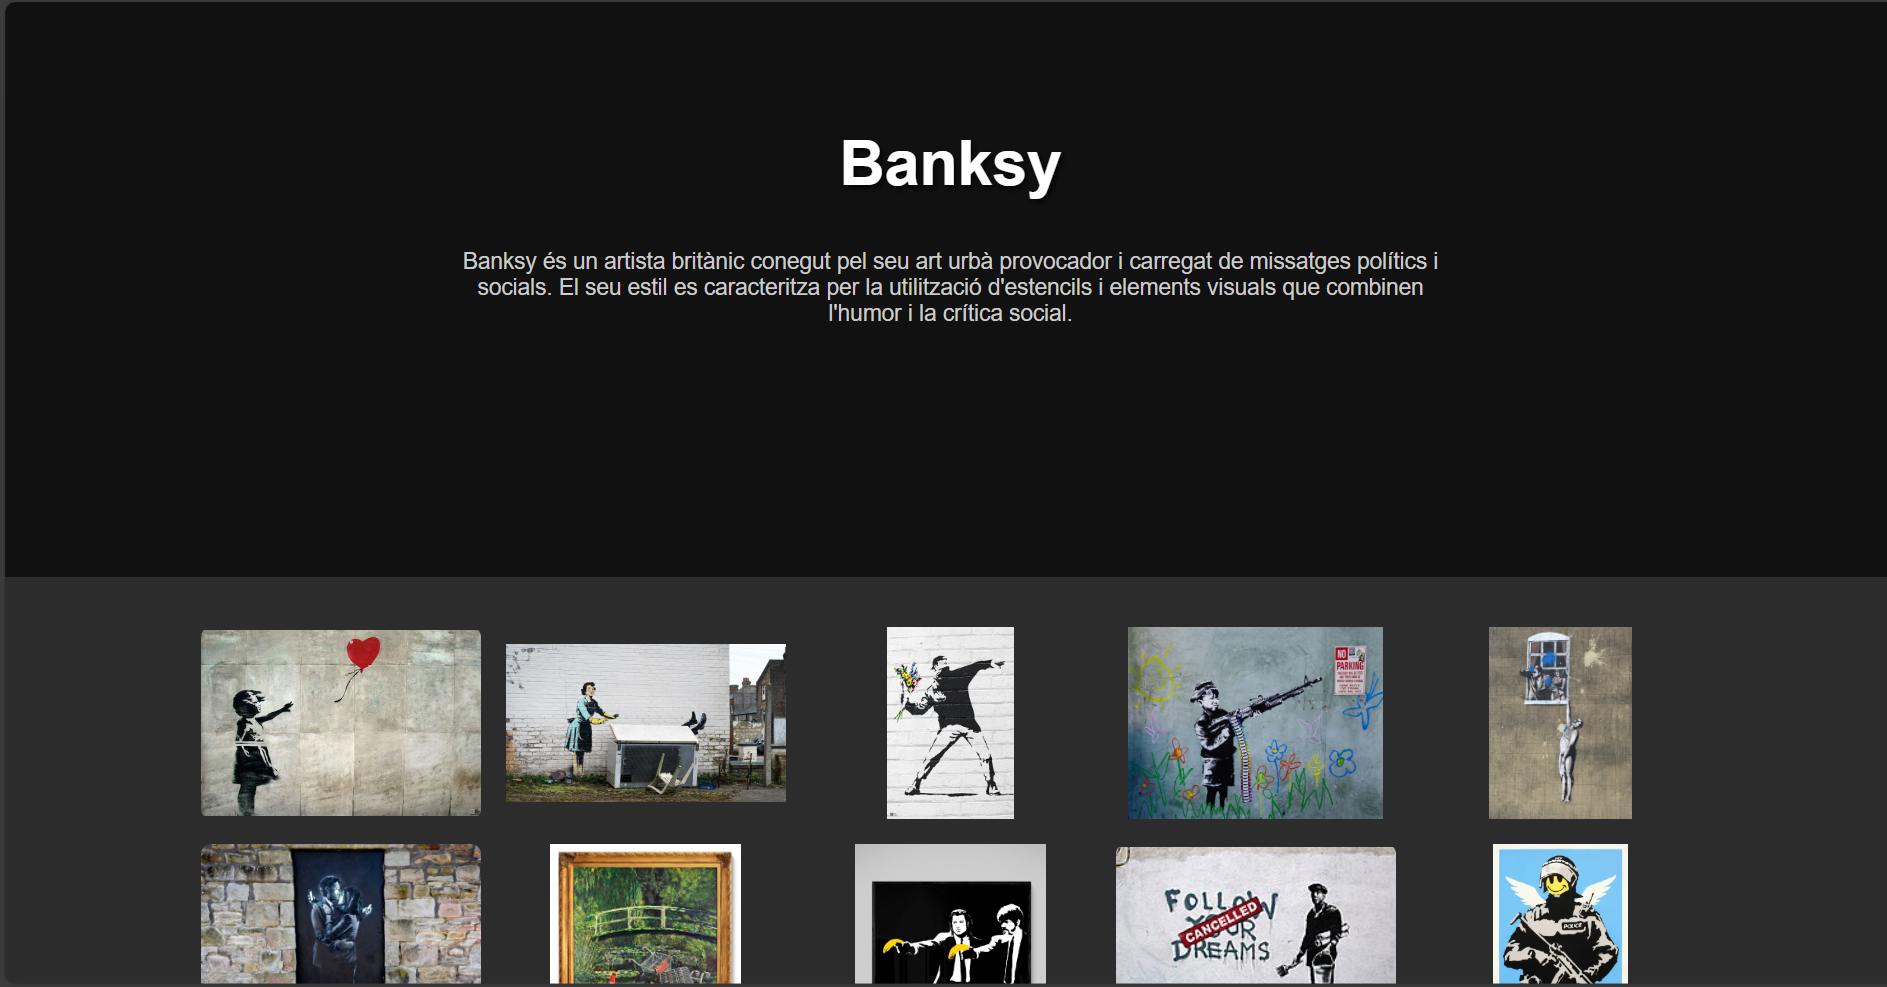 Banksy
Banksy és un artista britànic conegut pel seu art urbà provocador i carregat de missatges polítics i
socials. El seu estil es caracteritza per la utilització d'estencils i elements visuals que combinen
l'humor i la crítica social.
NO
PARKING
FOLLOW
YOUR
CANCELLED
DREAMS
POLICE